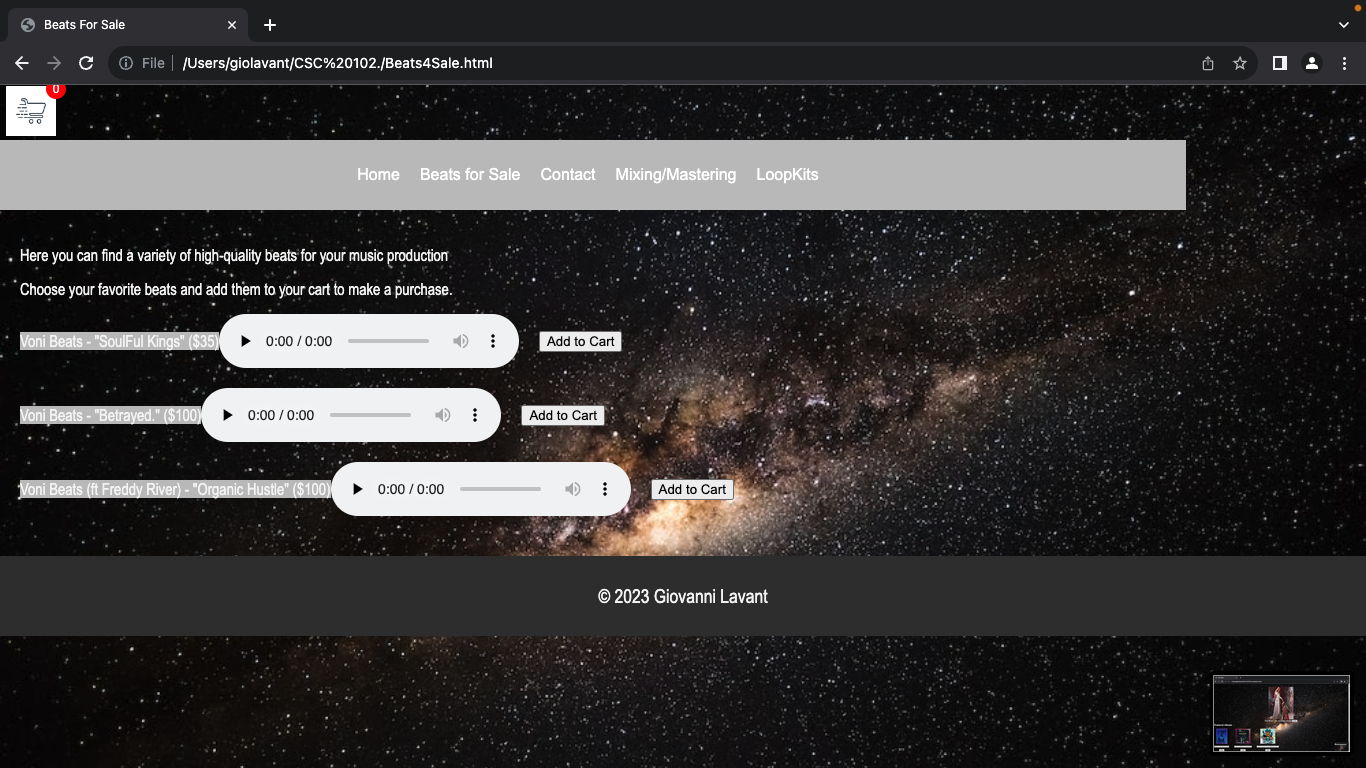 Beats For Sale
File
/Users/giolavant/CSC%20102./Beats4Sale.html
0
Home Beats for Sale Contact Mixing/Mastering LoopKits
Here you can find a variety of high-quality beats for your music production
Choose your favorite beats and add them to your cart to make a purchase.
Voni Beats - "SoulFul Kings" ($35) 0:00 / 0:00 Add to Cart
Voni Beats - "Betrayed." ($100) 0:00 / 0:00 Add to Cart
Voni Beats (ft Freddy River) - "Organic Hustle" ($100) 0:00 / 0:00 Add to Cart
© 2023 Giovanni Lavant